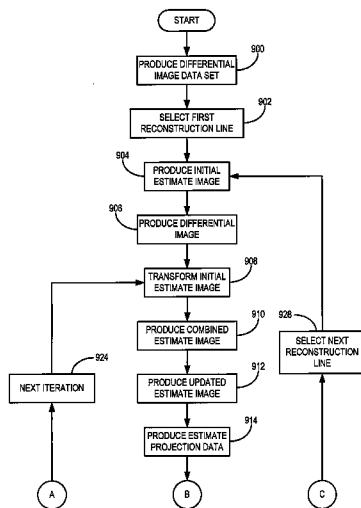 START
900
PRODUCE DIFFERENTIAL
IMAGE DATA SET
902
SELECT FIRST
RECONSTRUCTION LINE
904
PRODUCE INITIAL
ESTIMATE IMAGE
906
PRODUCE DIFFERENTIAL
IMAGE
908
TRANSFORM INITIAL
ESTIMATE IMAGE
910
PRODUCE COMBINED
ESTIMATE IMAGE
928
SELECT NEXT
RECONSTRUCTION
LINE
924
NEXT ITERATION
912
PRODUCE UPDATED
ESTIMATE IMAGE
914
PRODUCE ESTIMATE
PROJECTION DATA
A
B
C